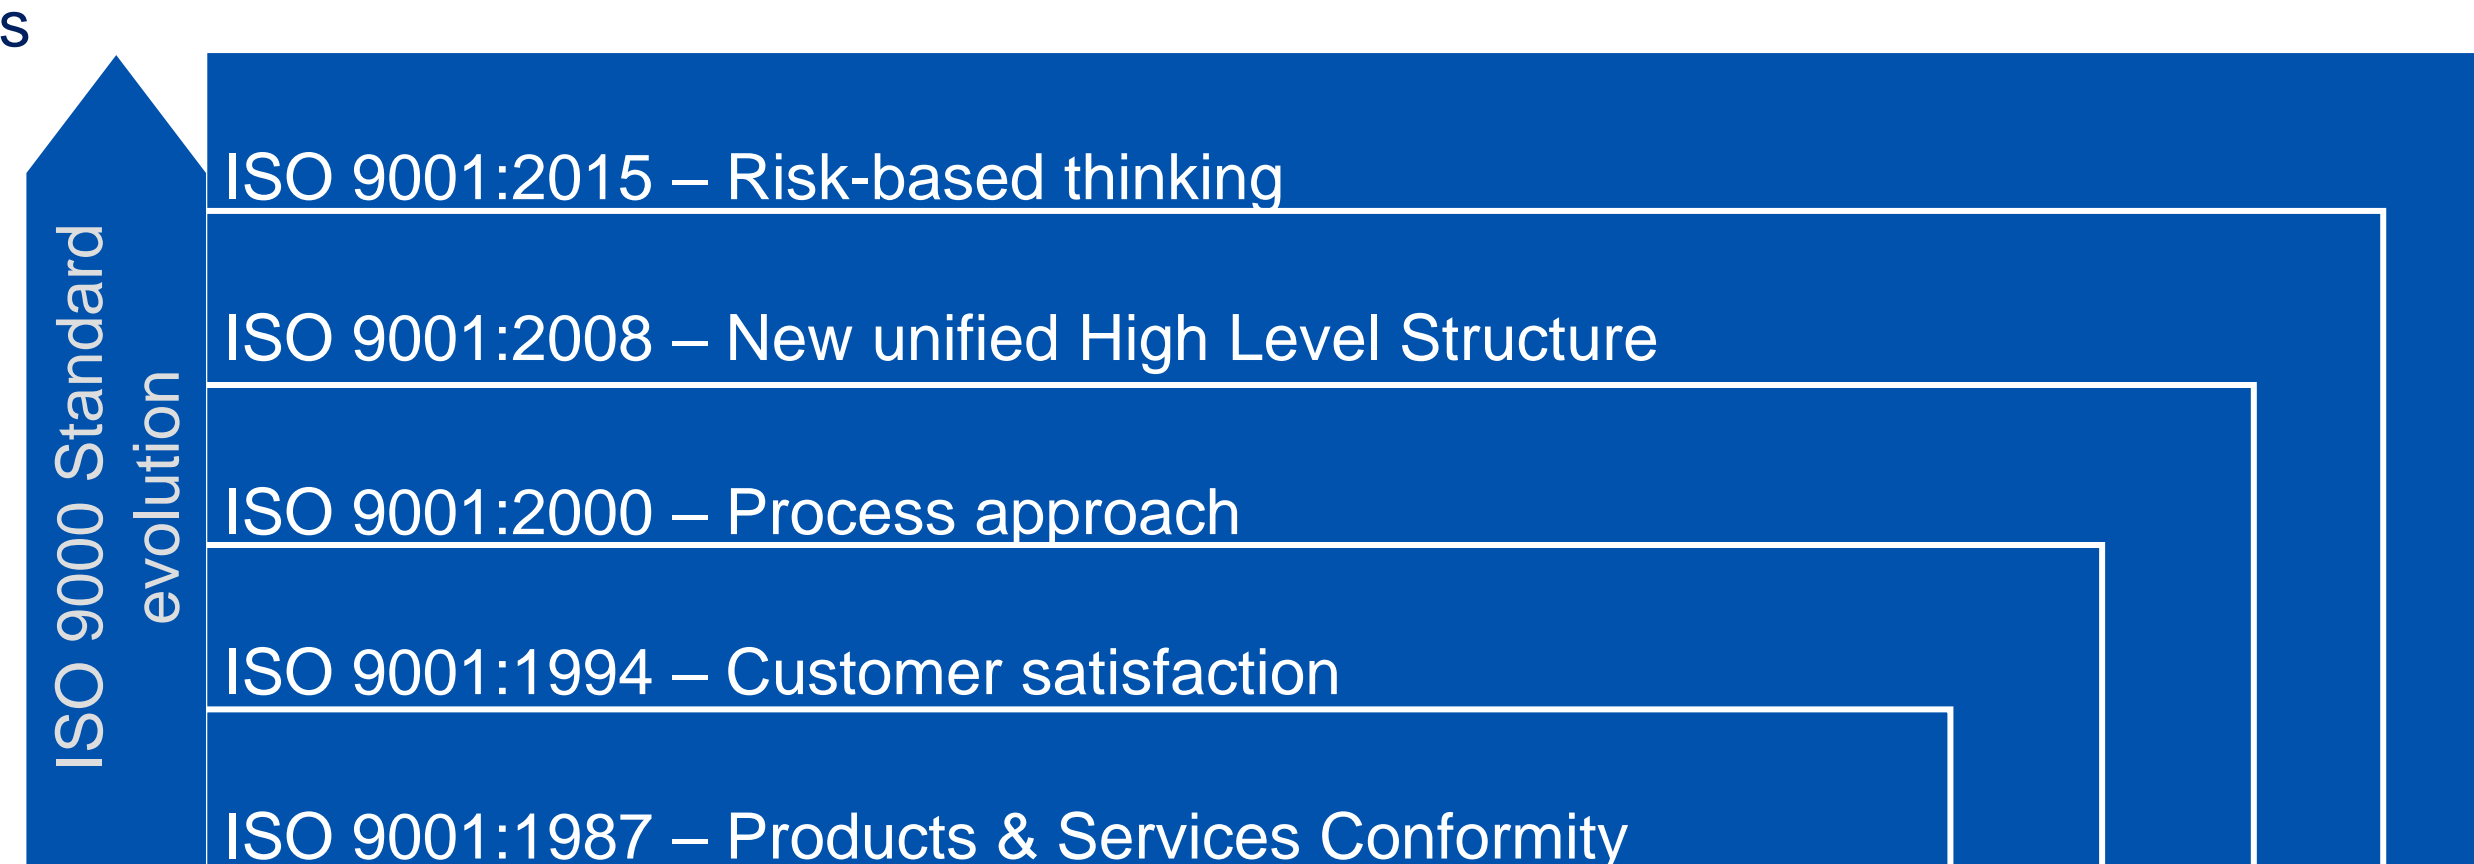 s
ISO 9000 Standard
evolution
ISO 9001:2015 – Risk-based thinking
ISO 9001:2008 – New unified High Level Structure
ISO 9001:2000 – Process approach
ISO 9001:1994 – Customer satisfaction
ISO 9001:1987 – Products & Services Conformity